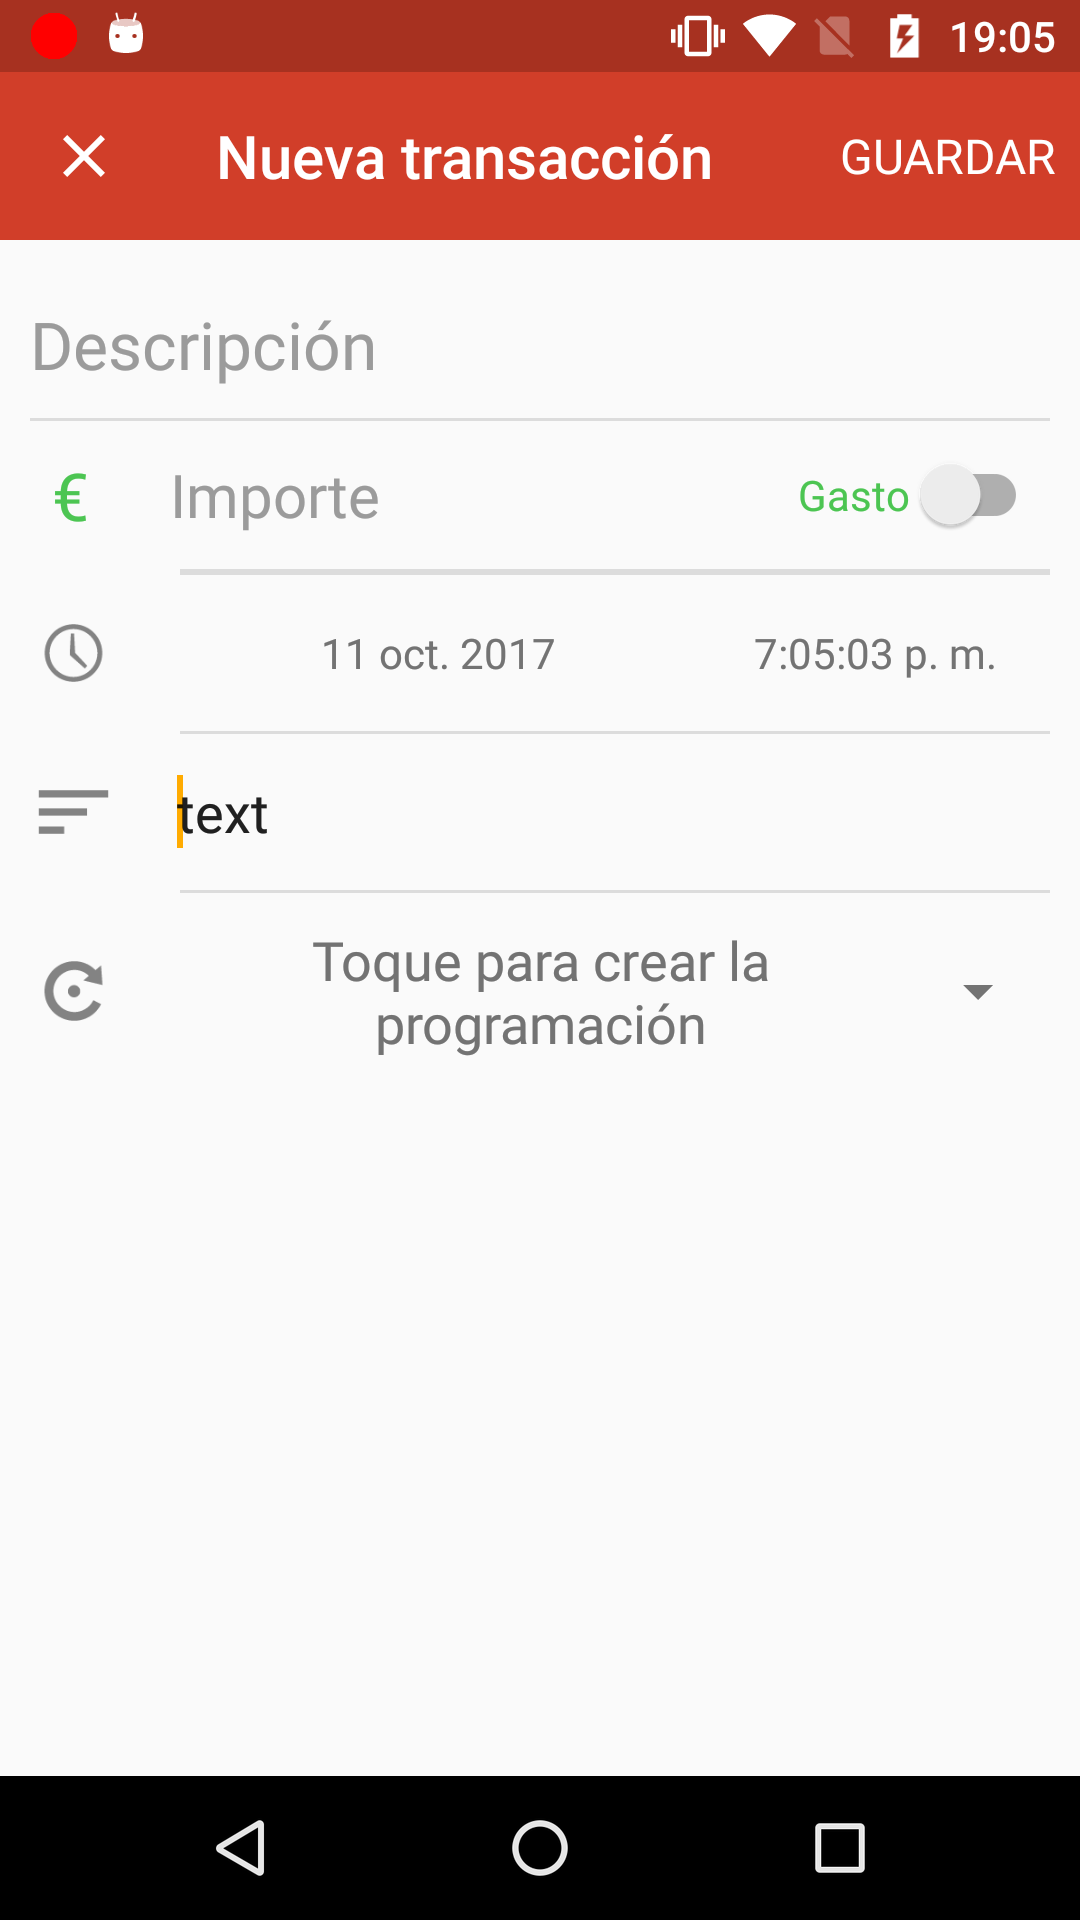 19:05
Nueva transacción GUARDAR
Descripción
€ Importe Gasto
11 oct. 2017 7:05:03 p. m.
text
Toque para crear la
programación